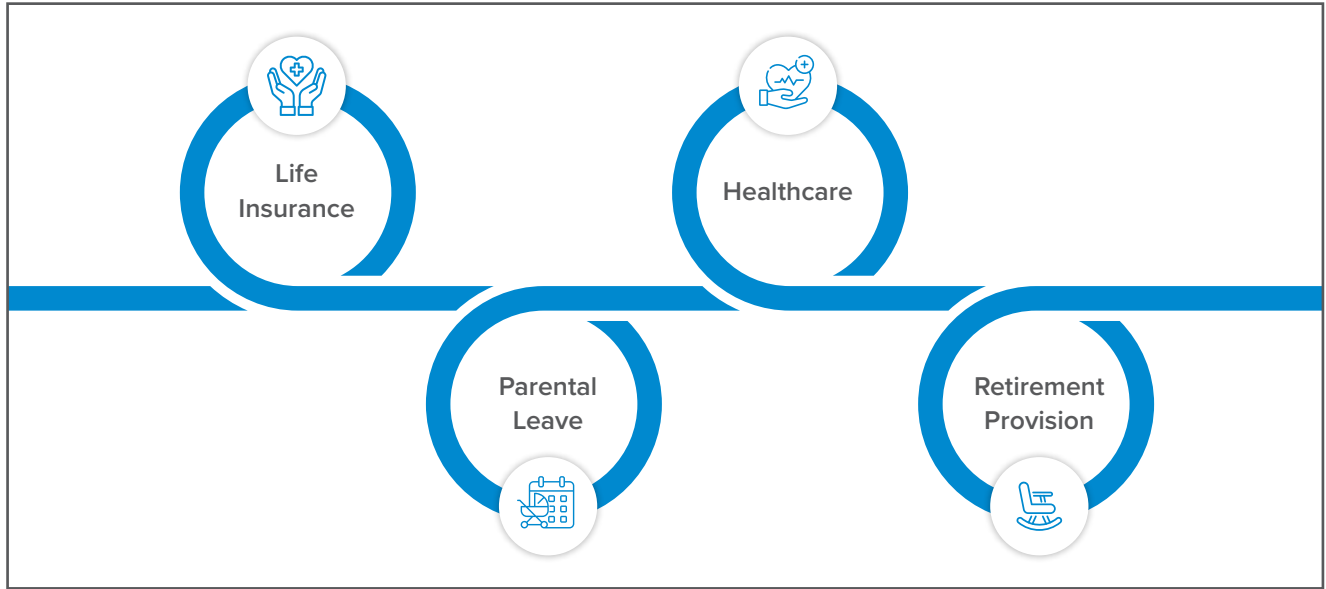 Life
Insurance
Parental
Leave
Healthcare
Retirement
Provision